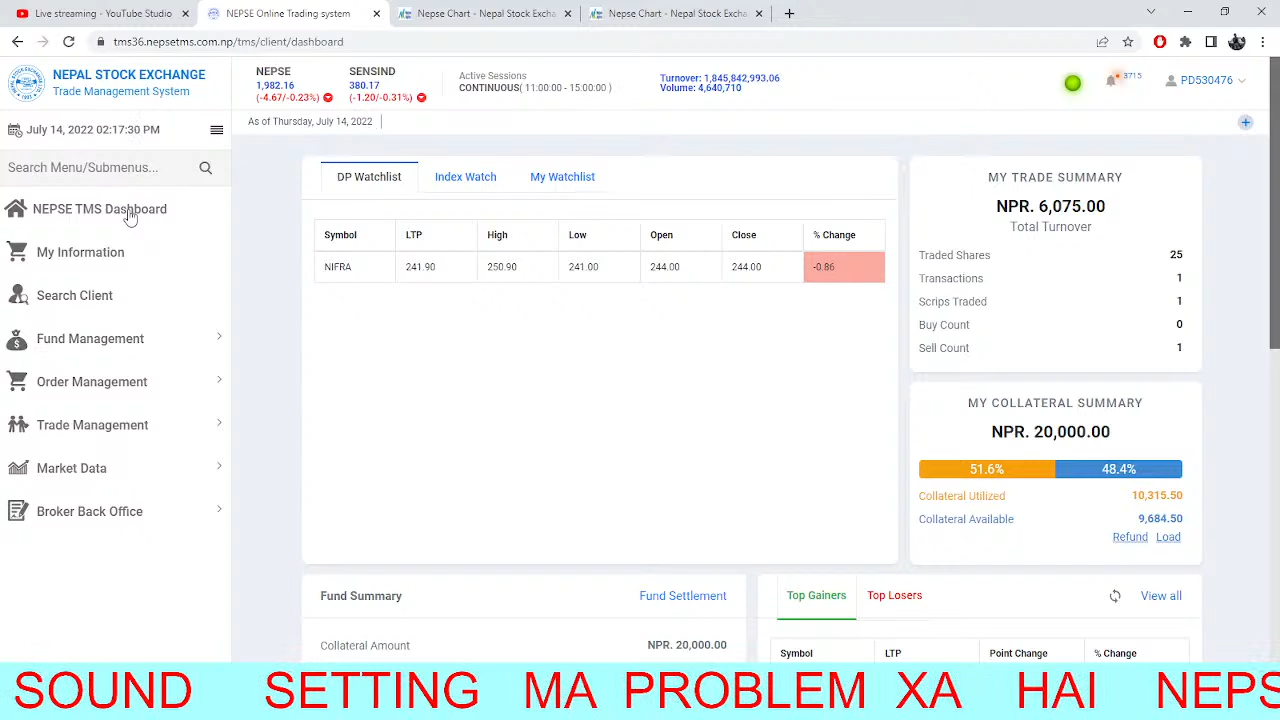 Live streaming - YouTube Studio
NEPSE Online Trading system
Nepse Chart - Nepal Stock Excha
Nepse Chart - Nepal Stock Excha
tms36.nepsetms.com.np/tms/client/dashboard
NEPAL STOCK EXCHANGE
Trade Management System
NEPSE
1,982.16
(-4.67/-0.23%)
SENSIND
380.17
(-1.20/-0.31%)
Active Sessions
CONTINUOUS( 11:00:00 - 15:00:00 )
Turnover: 1,845,842,993.06
Volume: 4,640,710
3715
PD530476
July 14, 2022 02:17:30 PM
As of Thursday, July 14, 2022
Search Menu/Submenus...
NEPSE TMS Dashboard
My Information
Search Client
Fund Management
Order Management
Trade Management
Market Data
Broker Back Office
DP Watchlist Index Watch My Watchlist
Symbol LTP High Low Open Close % Change
NIFRA 241.90 250.90 241.00 244.00 244.00 -0.86
MY TRADE SUMMARY
NPR. 6,075.00
Total Turnover
Traded Shares 25
Transactions 1
Scrips Traded 1
Buy Count 0
Sell Count 1
MY COLLATERAL SUMMARY
NPR. 20,000.00
51.6% 48.4%
Collateral Utilized 10,315.50
Collateral Available 9,684.50
Refund Load
Fund Summary Fund Settlement
Collateral Amount NPR. 20,000.00
Top Gainers Top Losers View all
Symbol LTP Point Change % Change
SOUND SETTING MA PROBLEM XA HAI NEPS